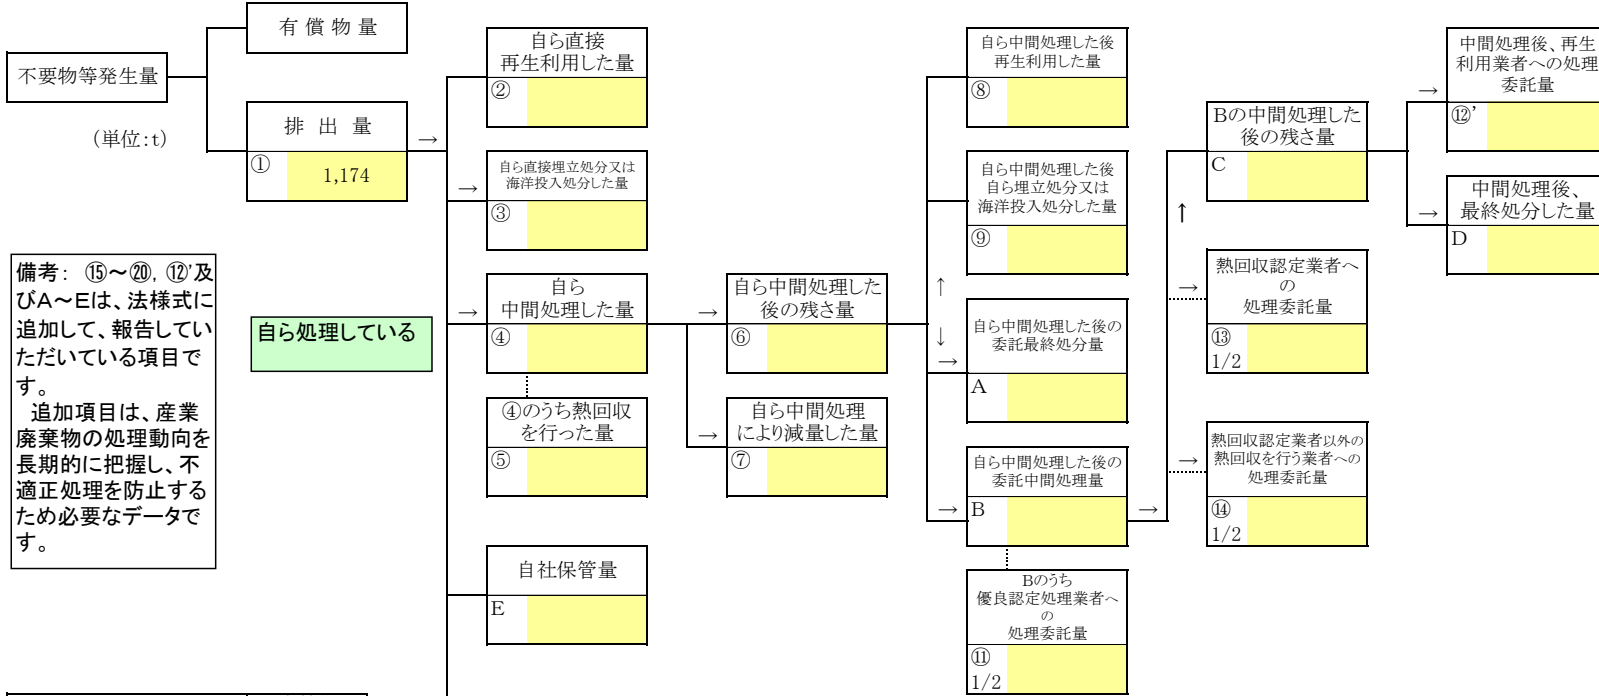 有 償 物 量
不要物等発生量
(単位:t)
排 出 量
→
①
1,174
備考: ⑮～⑳, ⑫'及
びA～Eは、法様式に
追加して、報告してい
ただいている項目で
す。
追加項目は、産業
廃棄物の処理動向を
長期的に把握し、不
適正処理を防止する
ため必要なデータで
す。
自ら処理している
自ら直接
再生利用した量
②
→
自ら直接埋立処分又は
海洋投入処分した量
③
→
自ら
中間処理した量
④
④のうち熱回収
を行った量
⑤
自社保管量
E
→
自ら中間処理した
後の残さ量
⑥
→
自ら中間処理
により減量した量
⑦
自ら中間処理した後
再生利用した量
⑧
自ら中間処理した後
自ら埋立処分又は
海洋投入処分した量
⑨
↑
↓
→
自ら中間処理した後の
委託最終処分量
A
→
自ら中間処理した後の
委託中間処理量
B
→
Bのうち
優良認定処理業者へ
の
処理委託量
⑪
1/2
↑
Bの中間処理した
後の残さ量
C
→
熱回収認定業者へ
の
処理委託量
⑬
1/2
→
熱回収認定業者以外の
熱回収を行う業者への
処理委託量
⑭
1/2
→
中間処理後、再生
利用業者への処理
委託量
⑫'
→
中間処理後、
最終処分した量
D